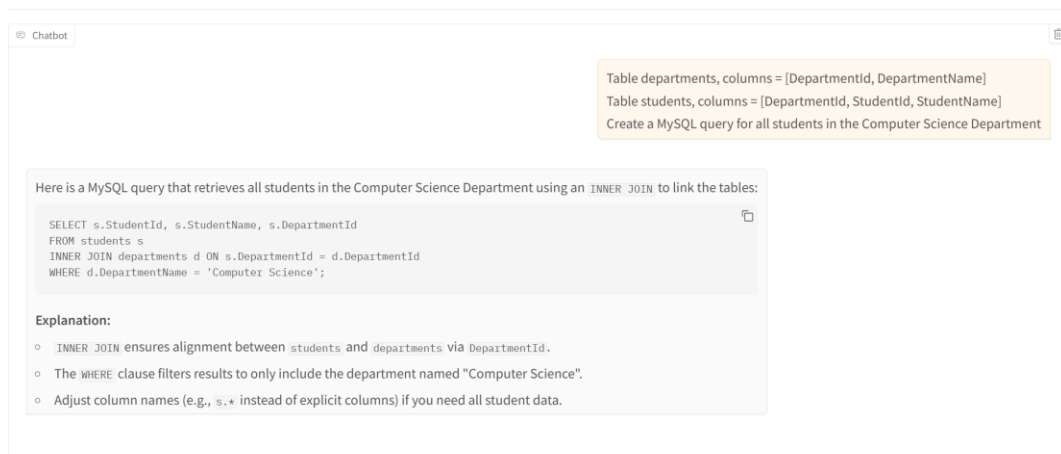 Chatbot
Table departments, columns = [DepartmentId, DepartmentName]
Table students, columns = [DepartmentId, StudentId, StudentName]
Create a MySQL query for all students in the Computer Science Department
Here is a MySQL query that retrieves all students in the Computer Science Department using an INNER JOIN to link the tables:
SELECT s.StudentId, s.StudentName, s.DepartmentId
FROM students s
INNER JOIN departments d ON s.DepartmentId = d.DepartmentId
WHERE d.DepartmentName = 'Computer Science';
Explanation:
INNER JOIN ensures alignment between students and departments via DepartmentId.
The WHERE clause filters results to only include the department named "Computer Science".
Adjust column names (e.g., s.* instead of explicit columns) if you need all student data.